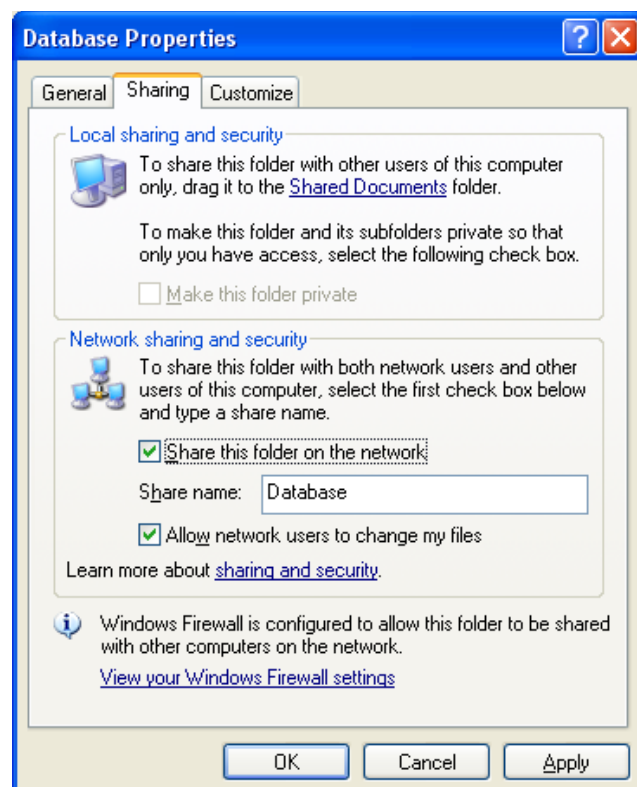 Database Properties
General Sharing Customize
Local sharing and security
To share this folder with other users of this computer
only, drag it to the Shared Documents folder.
To make this folder and its subfolders private so that
only you have access, select the following check box.
Make this folder private
Network sharing and security
To share this folder with both network users and other
users of this computer, select the first check box below
and type a share name.
Share this folder on the network
Share name: Database
Allow network users to change my files
Learn more about sharing and security.
Windows Firewall is configured to allow this folder to be shared
with other computers on the network.
View your Windows Firewall settings
OK Cancel Apply